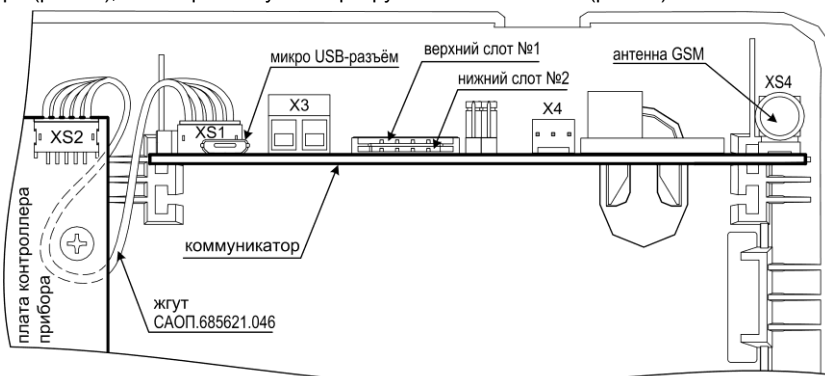 верхний слот №1
микро USB-разъём
нижний слот №2
антенна GSM
XS4
X3
X4
XS1
XS2
коммуникатор
плата контроллера
прибора
жгут
САОП.685621.046